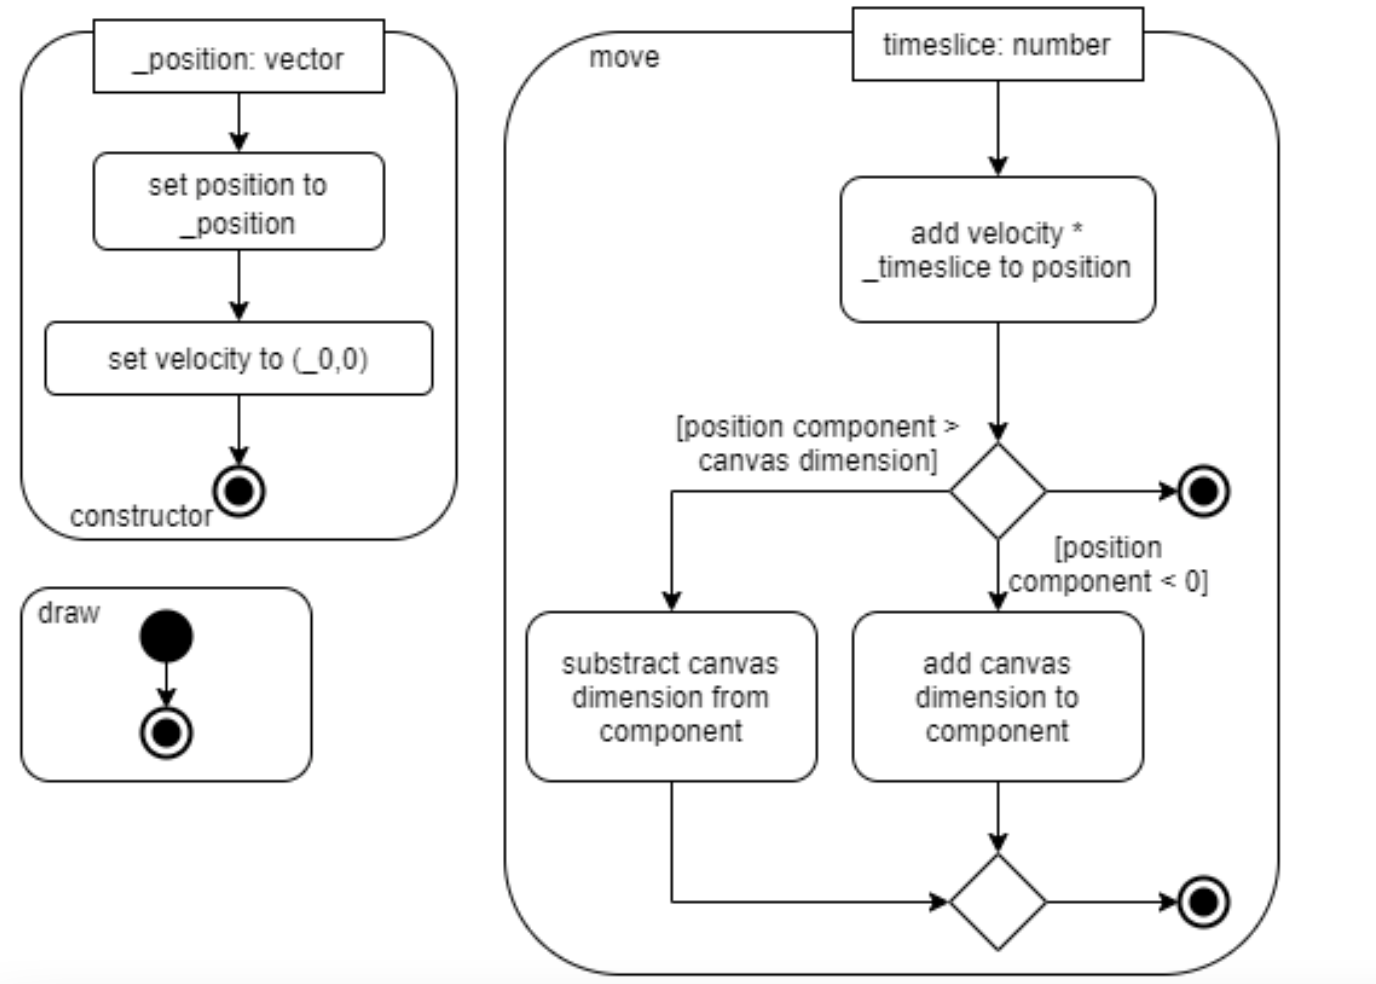 _position: vector
set position to
_position
set velocity to (_0,0)
constructor
draw
move
timeslice: number
add velocity *
_timeslice to position
[position component >
canvas dimension]
[position
component < 0]
substract canvas
dimension from
component
add canvas
dimension to
component